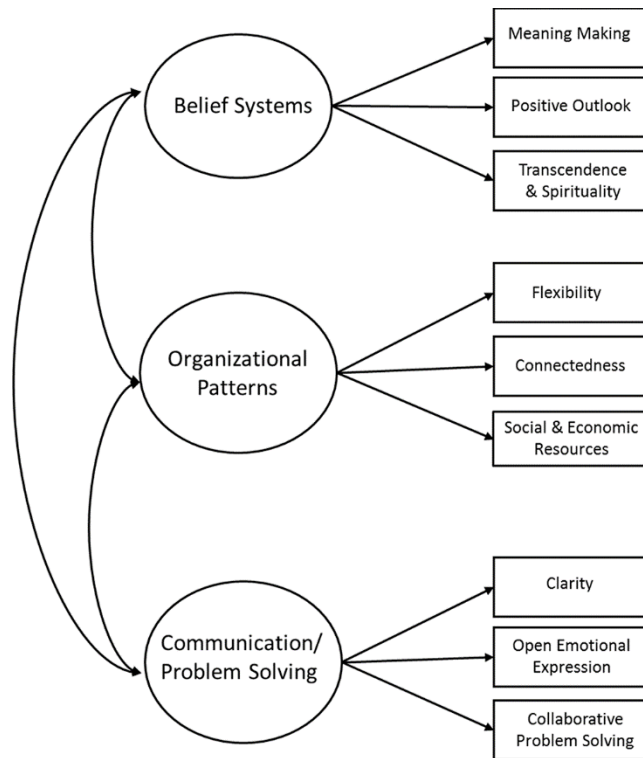 Meaning Making
Belief Systems
Positive Outlook
Transcendence
& Spirituality
Flexibility
Organizational
Patterns
Connectedness
Social & Economic
Resources
Clarity
Communication/
Problem Solving
Open Emotional
Expression
Collaborative
Problem Solving